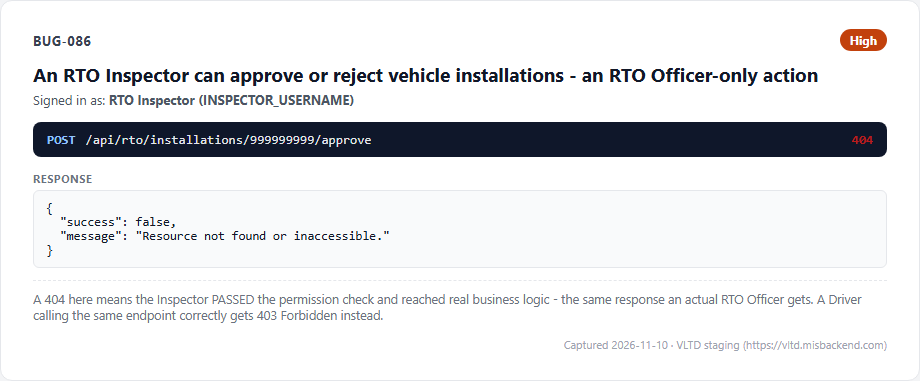 BUG-086
High
An RTO Inspector can approve or reject vehicle installations - an RTO Officer-only action
Signed in as: RTO Inspector (INSPECTOR_USERNAME)
POST /api/rto/installations/999999999/approve 404
RESPONSE
{
  "success": false,
  "message": "Resource not found or inaccessible."
}
A 404 here means the Inspector PASSED the permission check and reached real business logic - the same response an actual RTO Officer gets. A Driver
calling the same endpoint correctly gets 403 Forbidden instead.
Captured 2026-11-10 · VLTD staging (https://vltd.misbackend.com)